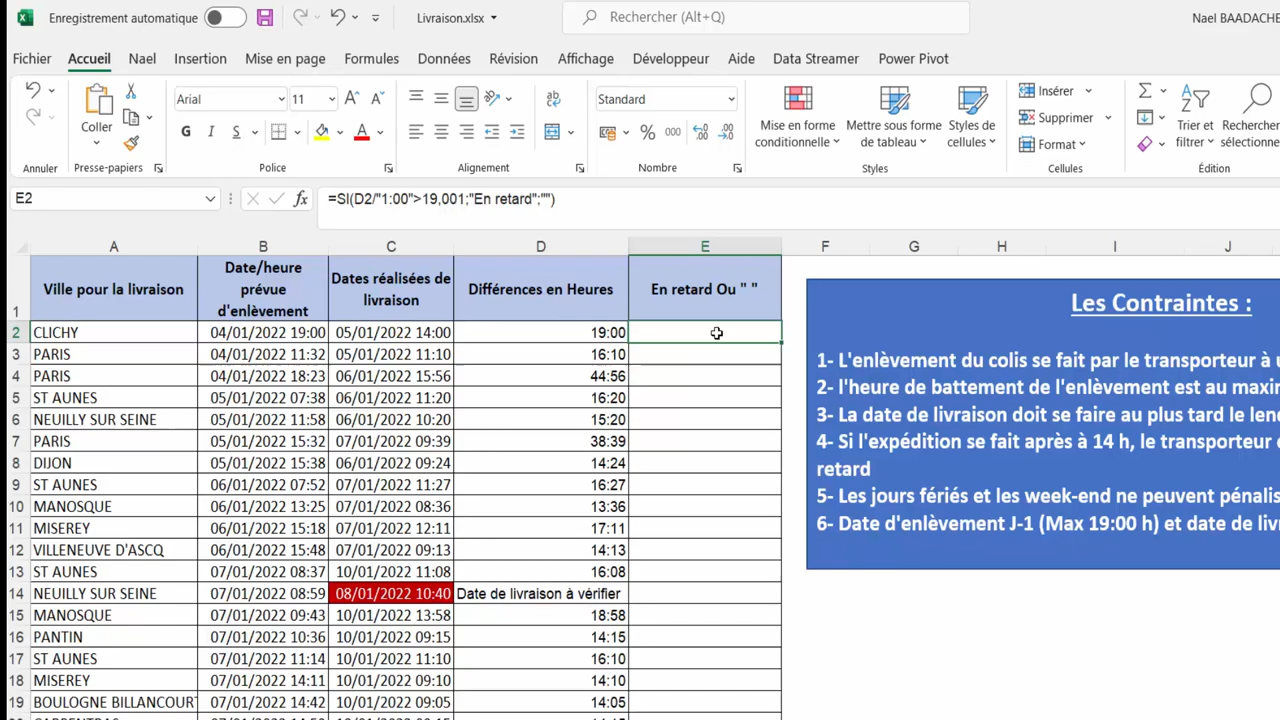 Enregistrement automatique
Livraison.xlsx
Rechercher (Alt+Q)
Nael BAADACHE
Fichier Accueil Nael Insertion Mise en page Formules Données Révision Affichage Développeur Aide Data Streamer Power Pivot
Arial 11
Standard
Coller
G I S
Mise en forme conditionnelle
Mettre sous forme de tableau
Styles de cellules
Insérer
Supprimer
Format
Trier et filtrer
Annuler Presse-papiers Police Alignement Nombre Styles Cellules Édition
E2
=SI(D2/"1:00">19,001;"En retard";"")
A B C D E F G H I J
1 Ville pour la livraison Date/heure prévue d'enlèvement Dates réalisées de livraison Différences en Heures En retard Ou " "
2 CLICHY 04/01/2022 19:00 05/01/2022 14:00 19:00
3 PARIS 04/01/2022 11:32 05/01/2022 11:10 16:10
4 PARIS 04/01/2022 18:23 06/01/2022 15:56 44:56
5 ST AUNES 05/01/2022 07:38 06/01/2022 11:20 16:20
6 NEUILLY SUR SEINE 05/01/2022 11:58 06/01/2022 10:20 15:20
7 PARIS 05/01/2022 15:32 07/01/2022 09:39 38:39
8 DIJON 05/01/2022 15:38 06/01/2022 09:24 14:24
9 ST AUNES 06/01/2022 07:52 07/01/2022 11:27 16:27
10 MANOSQUE 06/01/2022 13:25 07/01/2022 08:36 13:36
11 MISEREY 06/01/2022 15:18 07/01/2022 12:11 17:11
12 VILLENEUVE D'ASCQ 06/01/2022 15:48 07/01/2022 09:13 14:13
13 ST AUNES 07/01/2022 08:37 10/01/2022 11:08 16:08
14 NEUILLY SUR SEINE 07/01/2022 08:59 08/01/2022 10:40 Date de livraison à vérifier
15 MANOSQUE 07/01/2022 09:43 10/01/2022 13:58 18:58
16 PANTIN 07/01/2022 10:36 10/01/2022 09:15 14:15
17 ST AUNES 07/01/2022 11:14 10/01/2022 11:10 16:10
18 MISEREY 07/01/2022 14:11 10/01/2022 09:10 14:10
19 BOULOGNE BILLANCOURT 07/01/2022 14:42 10/01/2022 09:05 14:05
Les Contraintes :
1- L'enlèvement du colis se fait par le transporteur à
2- l'heure de battement de l'enlèvement est au
3- La date de livraison doit se faire au plus tard le
4- Si l'expédition se fait après à 14 h, le transporteur
retard
5- Les jours fériés et les week-end ne peuvent
6- Date d'enlèvement J-1 (Max 19:00 h) et date de